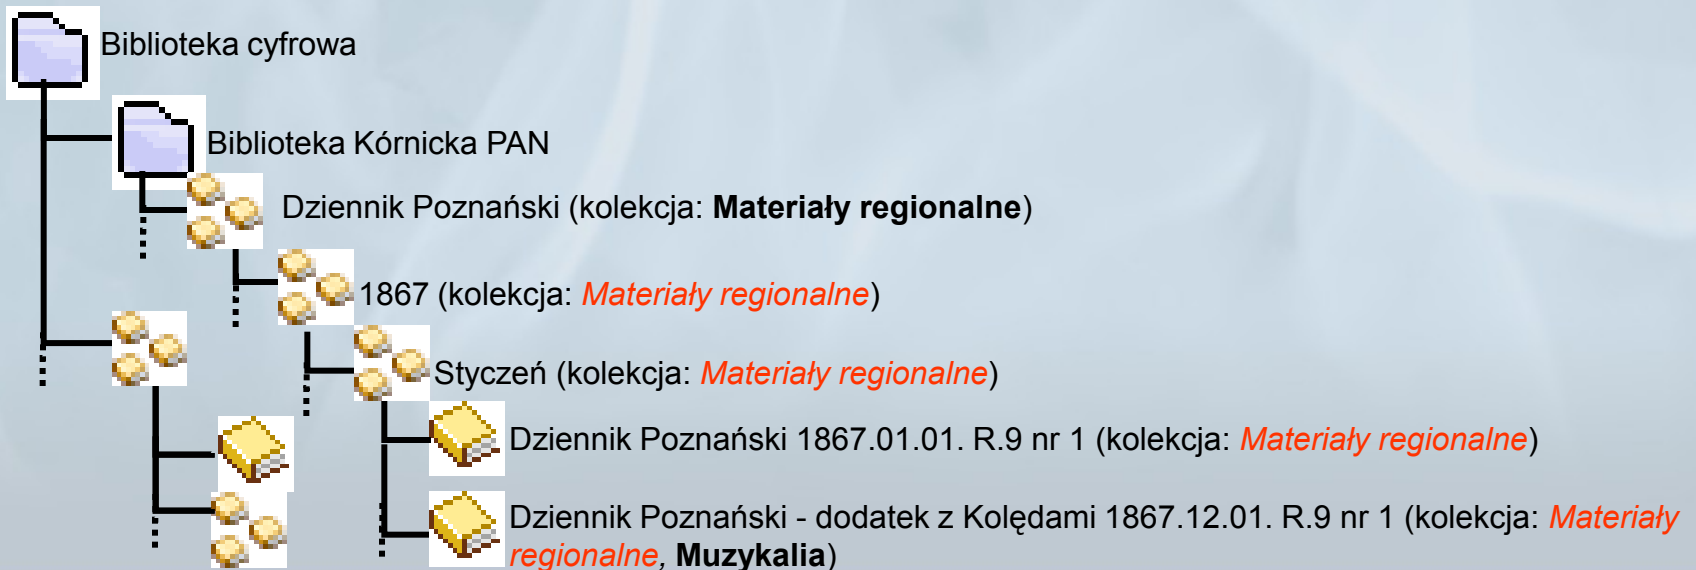 Biblioteka cyfrowa
Biblioteka Kórnicka PAN
Dziennik Poznański (kolekcja: Materiały regionalne)
1867 (kolekcja: Materiały regionalne)
Styczeń (kolekcja: Materiały regionalne)
Dziennik Poznański 1867.01.01. R.9 nr 1 (kolekcja: Materiały regionalne)
Dziennik Poznański - dodatek z Kolędami 1867.12.01. R.9 nr 1 (kolekcja: Materiały
regionalne, Muzykalia)